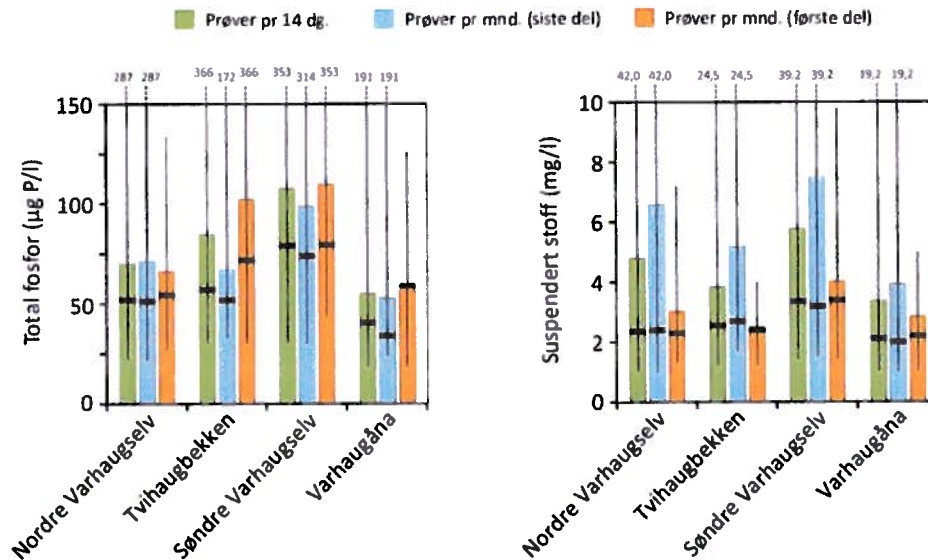 Prøver pr 14 dg. Prøver pr mnd. (siste del) Prøver pr mnd. (første del)
287 287 366 172 366 353 314 353 191 191
150
100
50
0
Total fosfor (µg P/l)
Nordre Varhaugselv
Tvihaugbekken
Søndre Varhaugselv
Varhaugåna
42,0 42,0 24,5 24,5 39,2 39,2 19,2 19,2
10
8
6
4
2
0
Suspendert stoff (mg/l)
Nordre Varhaugselv
Tvihaugbekken
Søndre Varhaugselv
Varhaugåna